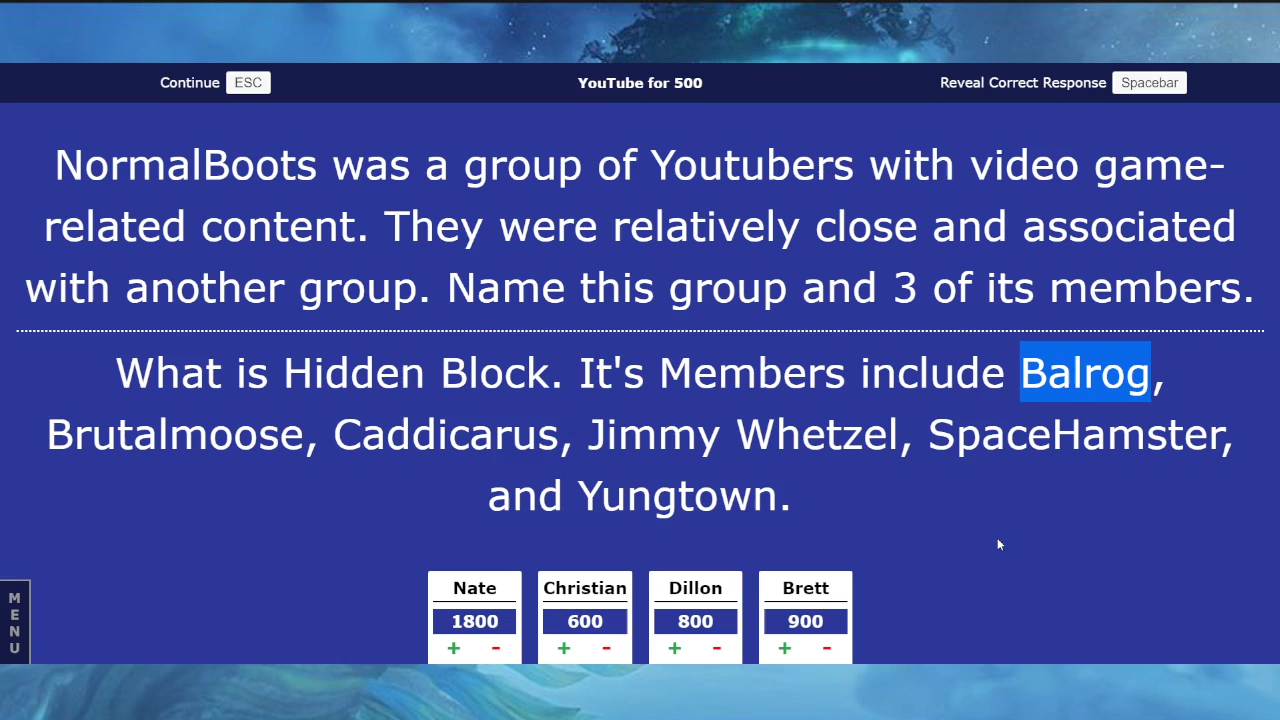 Continue ESC YouTube for 500 Reveal Correct Response Spacebar
NormalBoots was a group of Youtubers with video game-
related content. They were relatively close and associated
with another group. Name this group and 3 of its members.
What is Hidden Block. It's Members include Balrog,
Brutalmoose, Caddicarus, Jimmy Whetzel, SpaceHamster,
and Yungtown.
MENU
Nate Christian Dillon Brett
1800 600 800 900
+ - + - + - + -